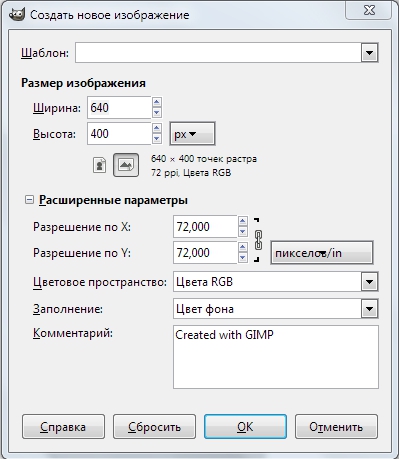 Создать новое изображение
Шаблон:
Размер изображения
Ширина: 640
Высота: 400 px
640 × 400 точек растра
72 ppi, Цвета RGB
Расширенные параметры
Разрешение по X: 72,000
Разрешение по Y: 72,000 пикселов/in
Цветовое пространство: Цвета RGB
Заполнение: Цвет фона
Комментарий: Created with GIMP
Справка Сбросить OK Отменить